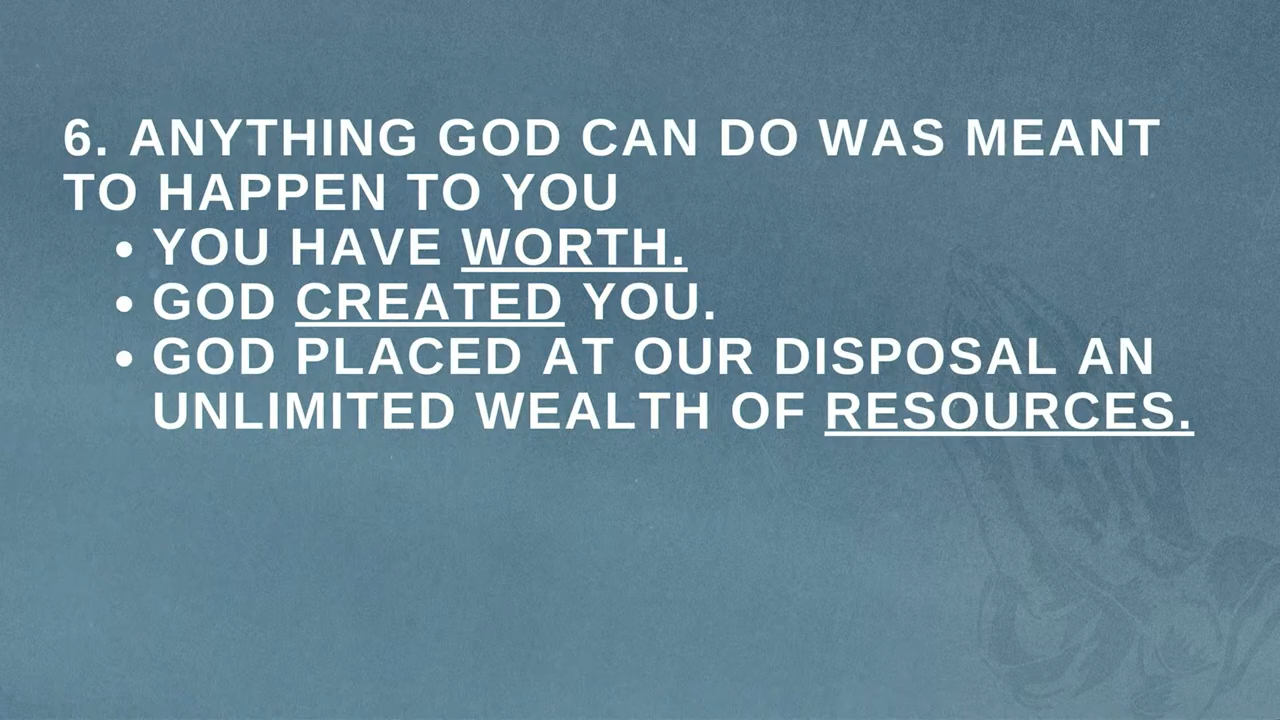 6. ANYTHING GOD CAN DO WAS MEANT
TO HAPPEN TO YOU
• YOU HAVE WORTH.
• GOD CREATED YOU.
• GOD PLACED AT OUR DISPOSAL AN
UNLIMITED WEALTH OF RESOURCES.